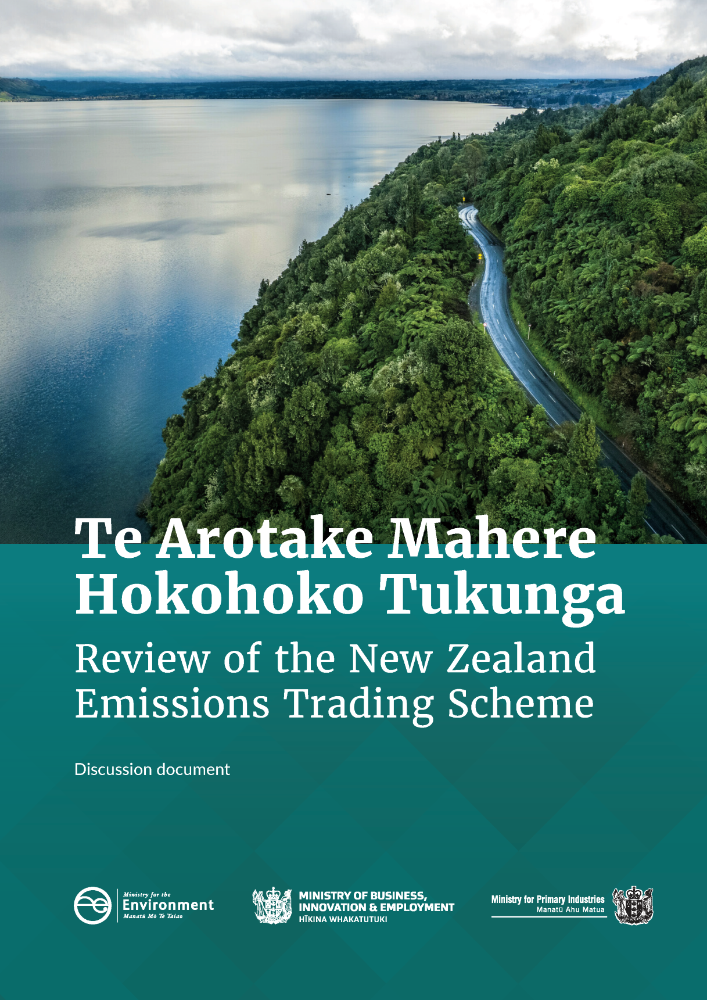 Te Arotake Mahere
Hokohoko Tukunga
Review of the New Zealand
Emissions Trading Scheme
Discussion document
Ministry for the
Environment
Manatū Mō Te Taiao
MINISTRY OF BUSINESS,
INNOVATION & EMPLOYMENT
HĪKINA WHAKATUTUKI
Ministry for Primary Industries
Manatū Ahu Matua